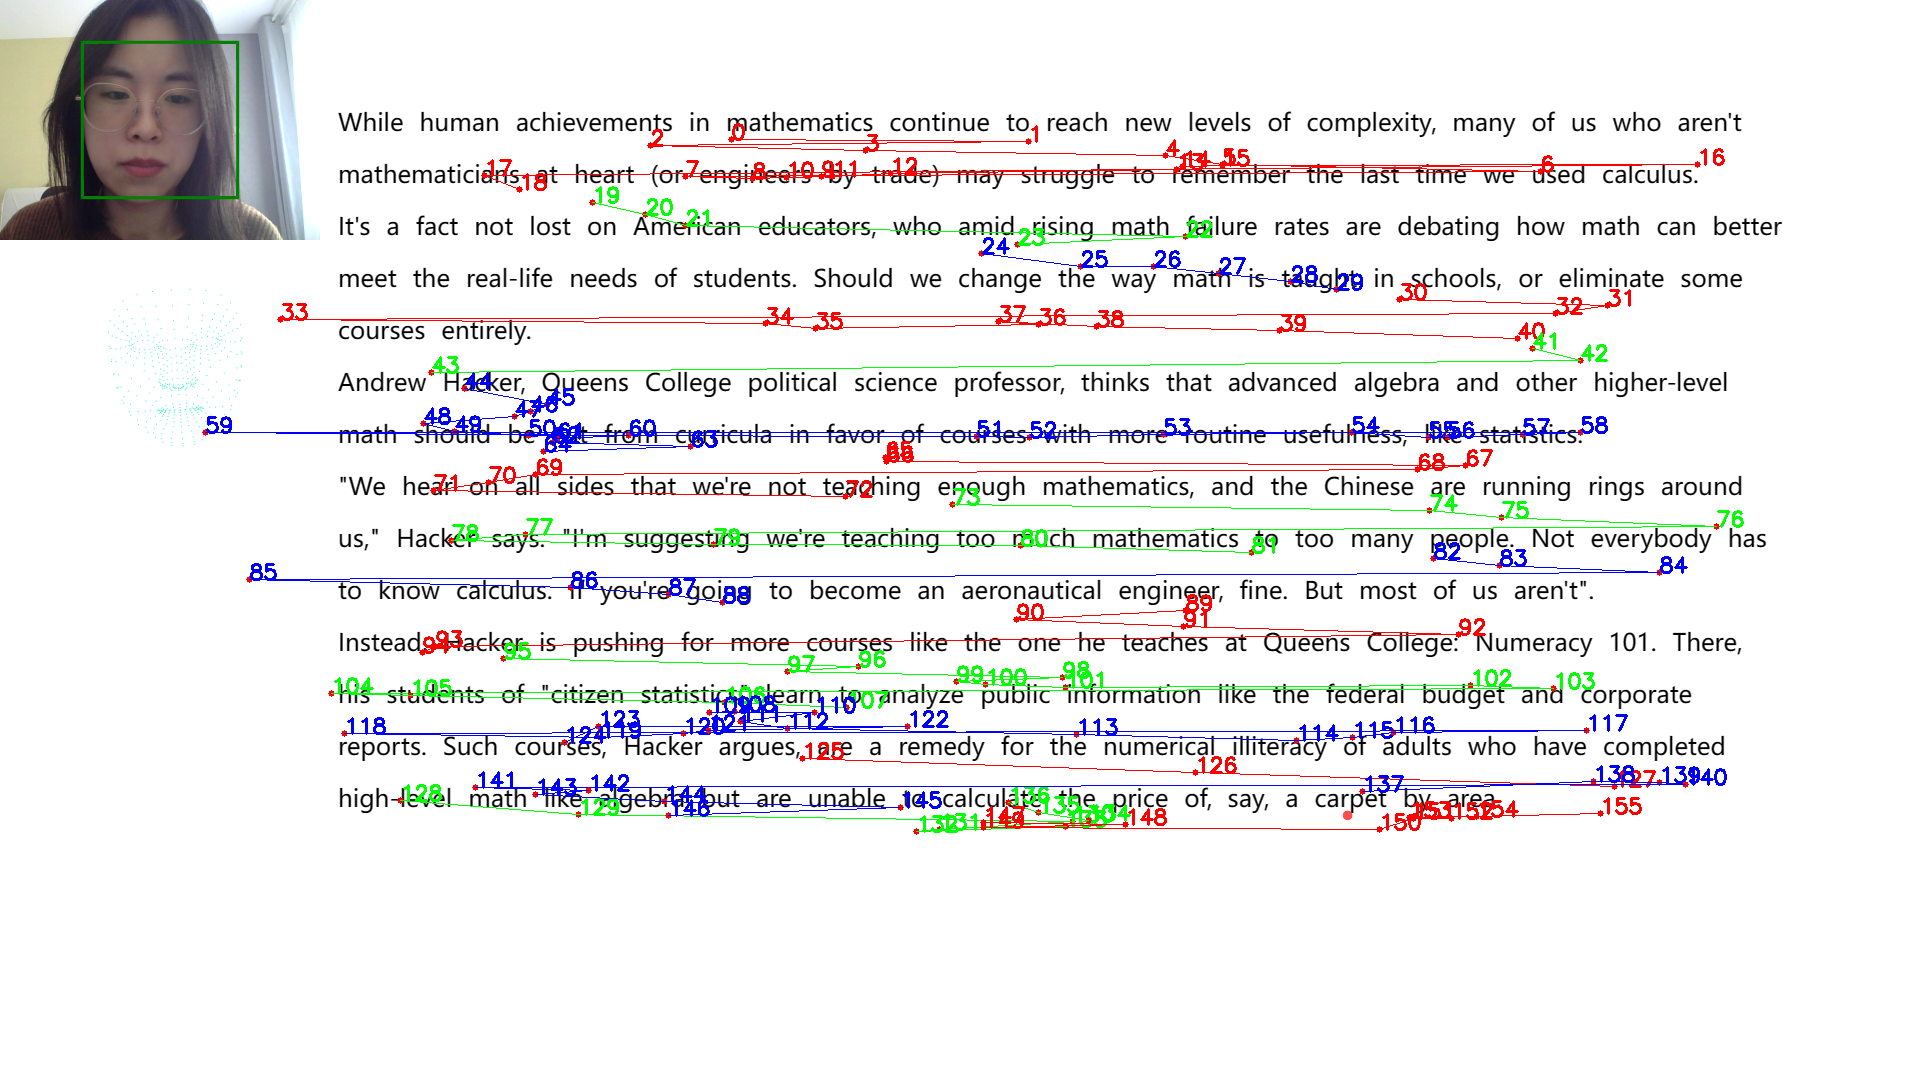 While human achievements in mathematics continue to reach new levels of complexity, many of us who aren't
mathematicians at heart (or engineers by trade) may struggle to remember the last time we used calculus.
It's a fact not lost on American educators, who amid rising math failure rates are debating how math can better
meet the real-life needs of students. Should we change the way math is taught in schools, or eliminate some
courses entirely.
Andrew Hacker, Queens College political science professor, thinks that advanced algebra and other higher-level
math should be cut from curricula in favor of courses with more routine usefulness, like statistics.
"We hear on all sides that we're not teaching enough mathematics, and the Chinese are running rings around
us," Hacker says. "I'm suggesting we're teaching too much mathematics to too many people. Not everybody has
to know calculus. If you're going to become an aeronautical engineer, fine. But most of us aren't".
Instead, Hacker is pushing for more courses like the one he teaches at Queens College: Numeracy 101. There,
his students of "citizen statistics" learn to analyze public information like the federal budget and corporate
reports. Such courses, Hacker argues, are a remedy for the numerical illiteracy of adults who have completed
high-level math like algebra but are unable to calculate the price of, say, a carpet by area.